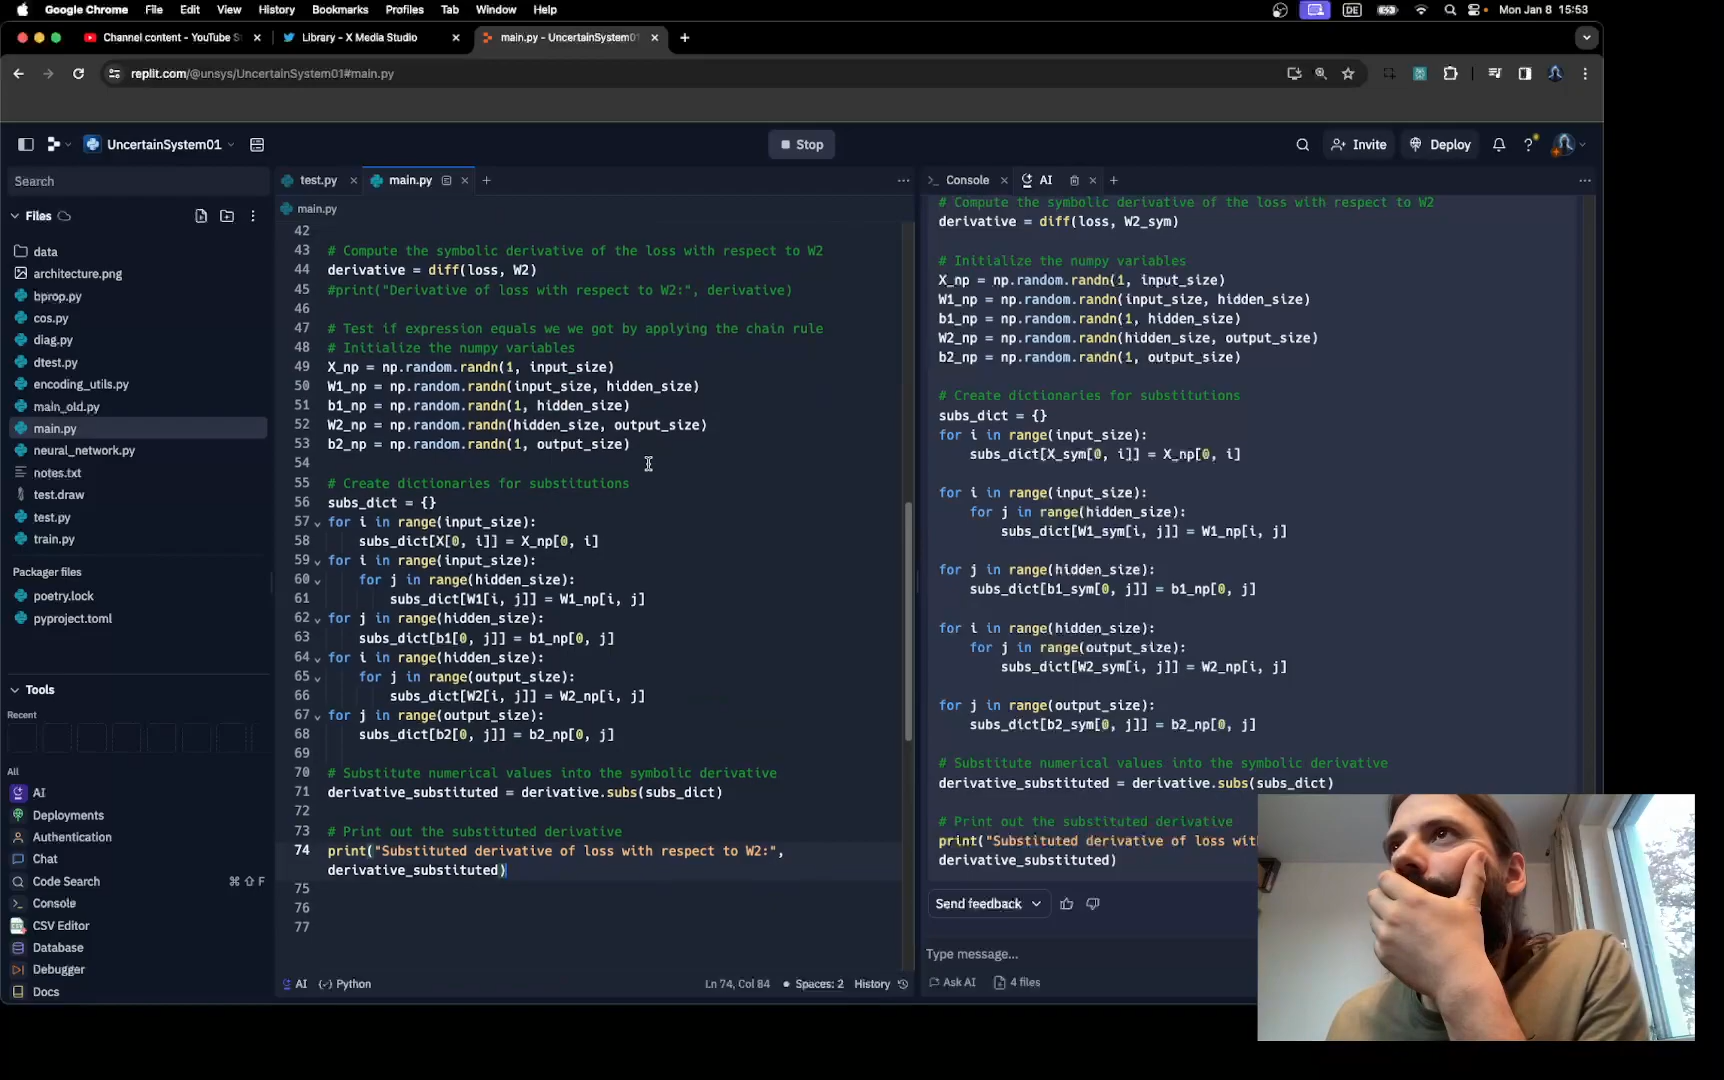 Google Chrome File Edit View History Bookmarks Profiles Tab Window Help DE Mon Jan 8 15:53
Channel content - YouTube S Library - X Media Studio main.py - UncertainSystem01
replit.com/@unsys/UncertainSystem01#main.py
UncertainSystem01 Stop Invite Deploy
Search
Files
data
architecture.png
bprop.py
cos.py
diag.py
dtest.py
encoding_utils.py
main_old.py
main.py
neural_network.py
notes.txt
test.draw
test.py
train.py
Packager files
poetry.lock
pyproject.toml
Tools
Recent
All
AI
Deployments
Authentication
Chat
Code Search ⌘ ⇧ F
Console
CSV Editor
Database
Debugger
Docs
test.py main.py
main.py
42
43 # Compute the symbolic derivative of the loss with respect to W2
44 derivative = diff(loss, W2)
45 #print("Derivative of loss with respect to W2:", derivative)
46
47 # Test if expression equals we we got by applying the chain rule
48 # Initialize the numpy variables
49 X_np = np.random.randn(1, input_size)
50 W1_np = np.random.randn(input_size, hidden_size)
51 b1_np = np.random.randn(1, hidden_size)
52 W2_np = np.random.randn(hidden_size, output_size)
53 b2_np = np.random.randn(1, output_size)
54
55 # Create dictionaries for substitutions
56 subs_dict = {}
57 for i in range(input_size):
58 subs_dict[X[0, i]] = X_np[0, i]
59 for i in range(input_size):
60 for j in range(hidden_size):
61 subs_dict[W1[i, j]] = W1_np[i, j]
62 for j in range(hidden_size):
63 subs_dict[b1[0, j]] = b1_np[0, j]
64 for i in range(hidden_size):
65 for j in range(output_size):
66 subs_dict[W2[i, j]] = W2_np[i, j]
67 for j in range(output_size):
68 subs_dict[b2[0, j]] = b2_np[0, j]
69
70 # Substitute numerical values into the symbolic derivative
71 derivative_substituted = derivative.subs(subs_dict)
72
73 # Print out the substituted derivative
74 print("Substituted derivative of loss with respect to W2:",
derivative_substituted)
75
76
77
AI Python Ln 74, Col 84 Spaces: 2 History
Console AI
# Compute the symbolic derivative of the loss with respect to W2
derivative = diff(loss, W2_sym)
# Initialize the numpy variables
X_np = np.random.randn(1, input_size)
W1_np = np.random.randn(input_size, hidden_size)
b1_np = np.random.randn(1, hidden_size)
W2_np = np.random.randn(hidden_size, output_size)
b2_np = np.random.randn(1, output_size)
# Create dictionaries for substitutions
subs_dict = {}
for i in range(input_size):
subs_dict[X_sym[0, i]] = X_np[0, i]
for i in range(input_size):
for j in range(hidden_size):
subs_dict[W1_sym[i, j]] = W1_np[i, j]
for j in range(hidden_size):
subs_dict[b1_sym[0, j]] = b1_np[0, j]
for i in range(hidden_size):
for j in range(output_size):
subs_dict[W2_sym[i, j]] = W2_np[i, j]
for j in range(output_size):
subs_dict[b2_sym[0, j]] = b2_np[0, j]
# Substitute numerical values into the symbolic derivative
derivative_substituted = derivative.subs(subs_dict)
# Print out the substituted derivative
print("Substituted derivative of loss wit
derivative_substituted)
Send feedback
Type message...
Ask AI 4 files